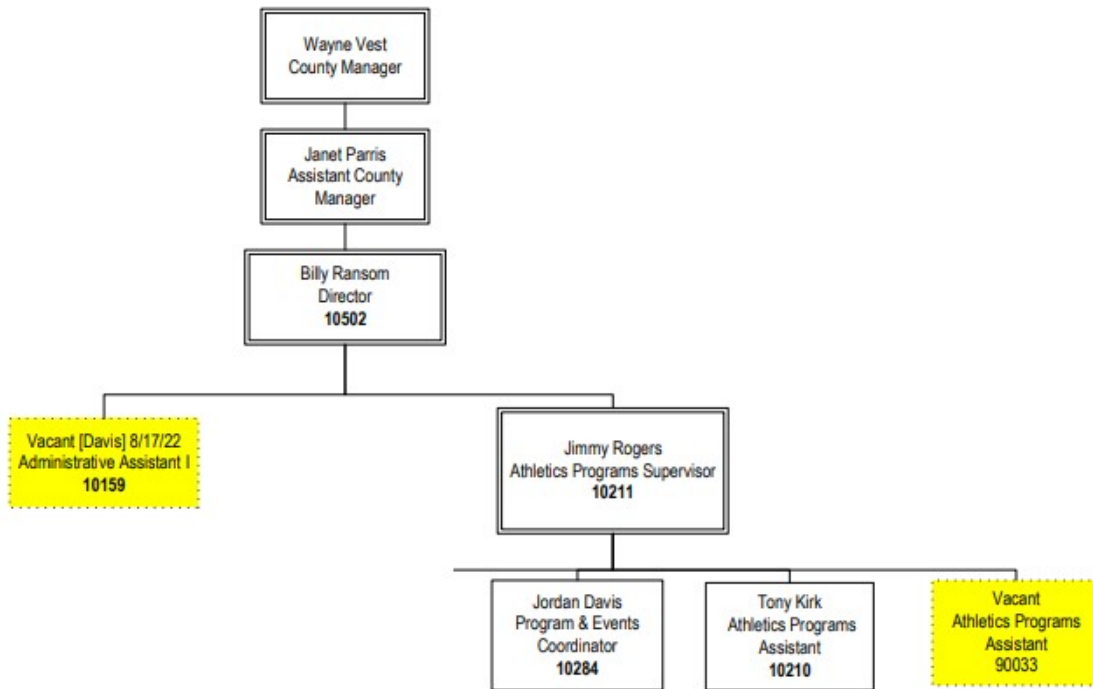 Wayne Vest
County Manager
Janet Parris
Assistant County
Manager
Billy Ransom
Director
10502
Vacant [Davis] 8/17/22
Administrative Assistant I
10159
Jimmy Rogers
Athletics Programs Supervisor
10211
Jordan Davis
Program & Events
Coordinator
10284
Tony Kirk
Athletics Programs
Assistant
10210
Vacant
Athletics Programs
Assistant
90033